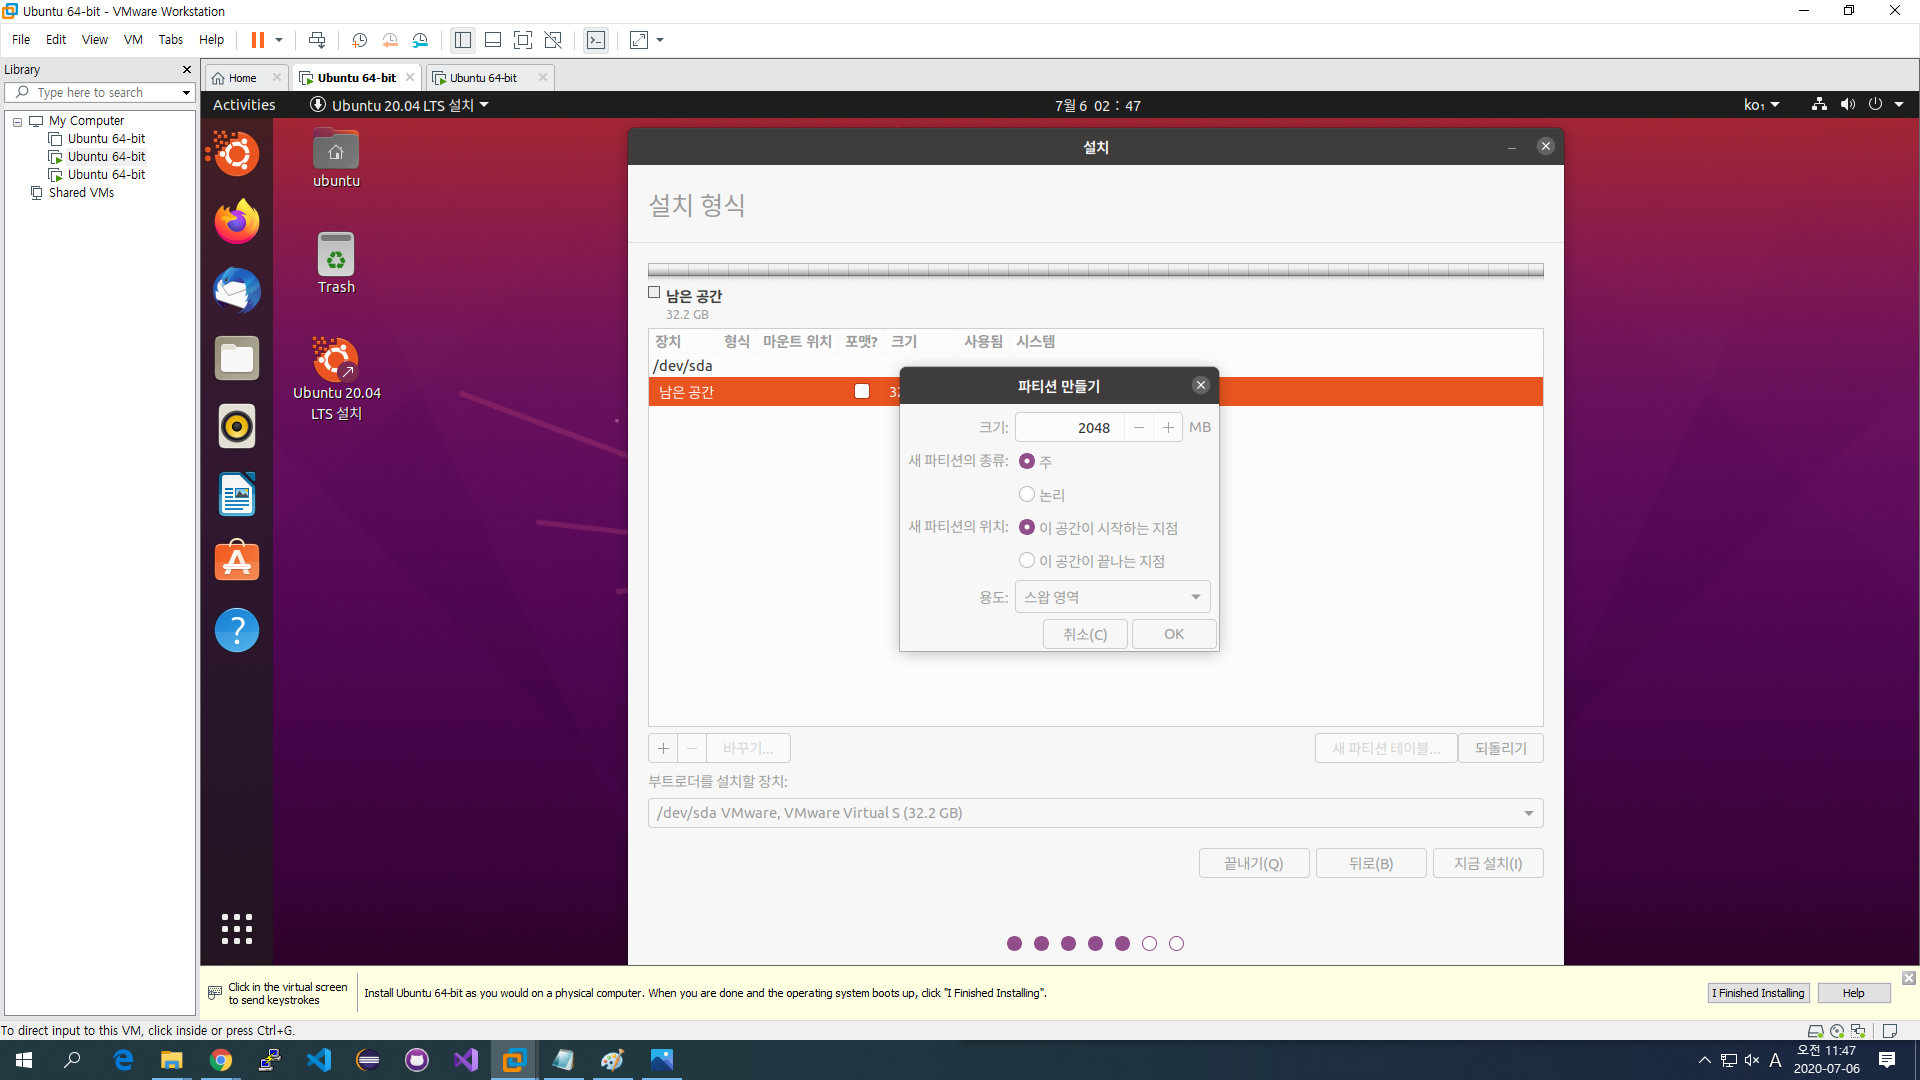 Ubuntu 64-bit - VMware Workstation
File Edit View VM Tabs Help
Library
Type here to search
My Computer
Ubuntu 64-bit
Ubuntu 64-bit
Ubuntu 64-bit
Shared VMs
Home
Ubuntu 64-bit
Ubuntu 64-bit
Activities
Ubuntu 20.04 LTS 설치
7월 6 02 : 47
ko₁
ubuntu
Trash
Ubuntu 20.04
LTS 설치
설치
설치 형식
남은 공간
32.2 GB
장치 형식 마운트 위치 포맷? 크기 사용됨 시스템
/dev/sda
남은 공간
파티션 만들기
크기: 2048 − + MB
새 파티션의 종류: 주
논리
새 파티션의 위치: 이 공간이 시작하는 지점
이 공간이 끝나는 지점
용도: 스왑 영역
취소(C) OK
+ − 바꾸기... 새 파티션 테이블... 되돌리기
부트로더를 설치할 장치:
/dev/sda VMware, VMware Virtual S (32.2 GB)
끝내기(Q) 뒤로(B) 지금 설치(I)
Click in the virtual screen
to send keystrokes
Install Ubuntu 64-bit as you would on a physical computer. When you are done and the operating system boots up, click "I Finished Installing".
I Finished Installing Help
To direct input to this VM, click inside or press Ctrl+G.
A
오전 11:47
2020-07-06